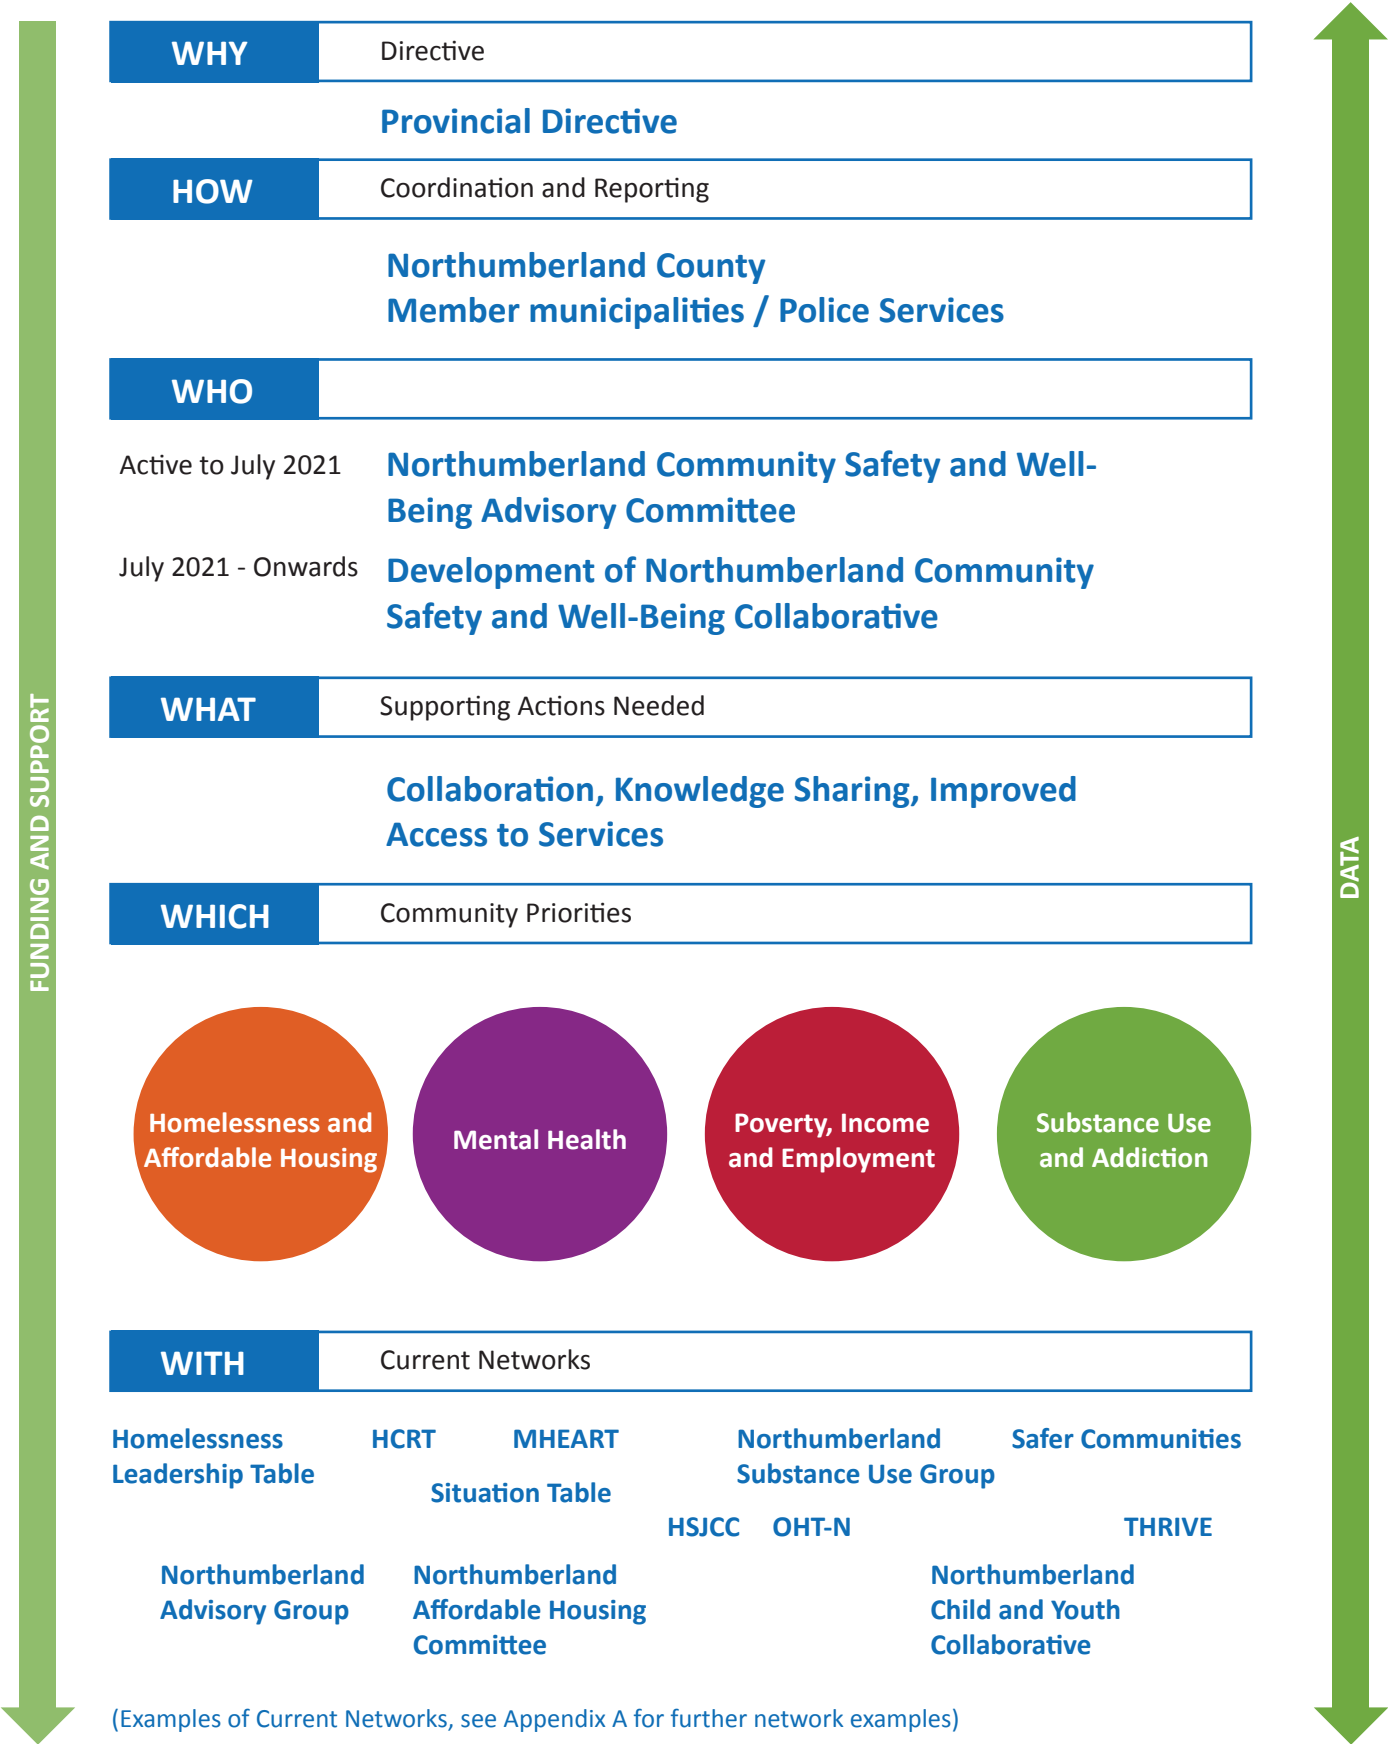 WHY
Directive
Provincial Directive
HOW
Coordination and Reporting
Northumberland County
Member municipalities / Police Services
WHO
Active to July 2021
Northumberland Community Safety and Well-
Being Advisory Committee
July 2021 - Onwards
Development of Northumberland Community
Safety and Well-Being Collaborative
WHAT
Supporting Actions Needed
Collaboration, Knowledge Sharing, Improved
Access to Services
WHICH
Community Priorities
Homelessness and
Affordable Housing
Mental Health
Poverty, Income
and Employment
Substance Use
and Addiction
WITH
Current Networks
Homelessness
Leadership Table
HCRT
MHEART
Situation Table
Northumberland
Substance Use Group
Safer Communities
HSJCC
OHT-N
THRIVE
Northumberland
Advisory Group
Northumberland
Affordable Housing
Committee
Northumberland
Child and Youth
Collaborative
(Examples of Current Networks, see Appendix A for further network examples)
FUNDING AND SUPPORT
DATA